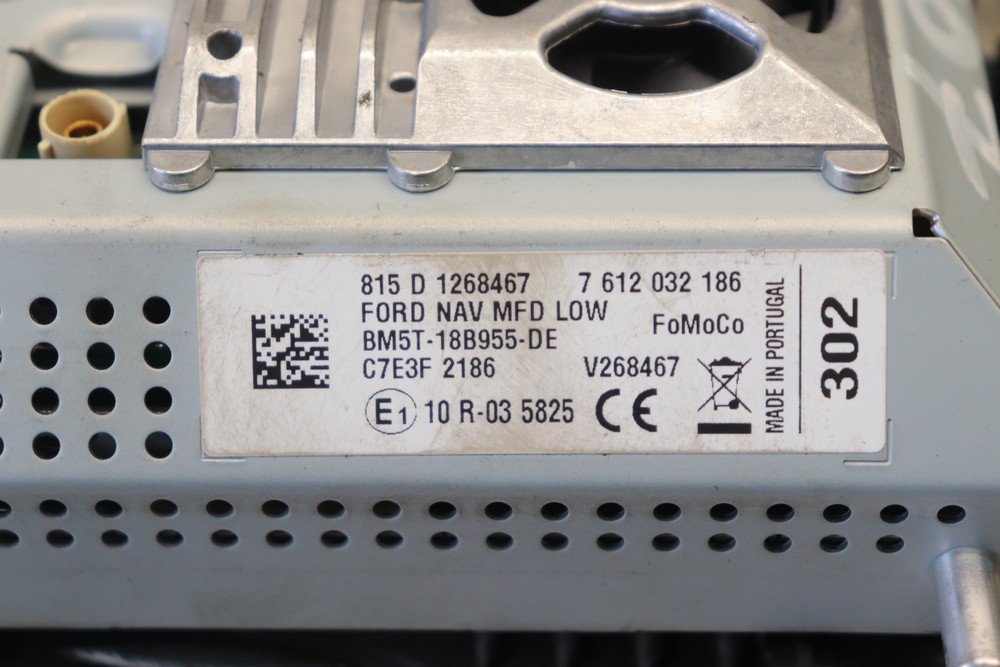 815 D 1268467 7 612 032 186
FORD NAV MFD LOW
FoMoCo
BM5T-18B955-DE
C7E3F 2186 V268467
E1 10 R-03 5825 CE
MADE IN PORTUGAL
302